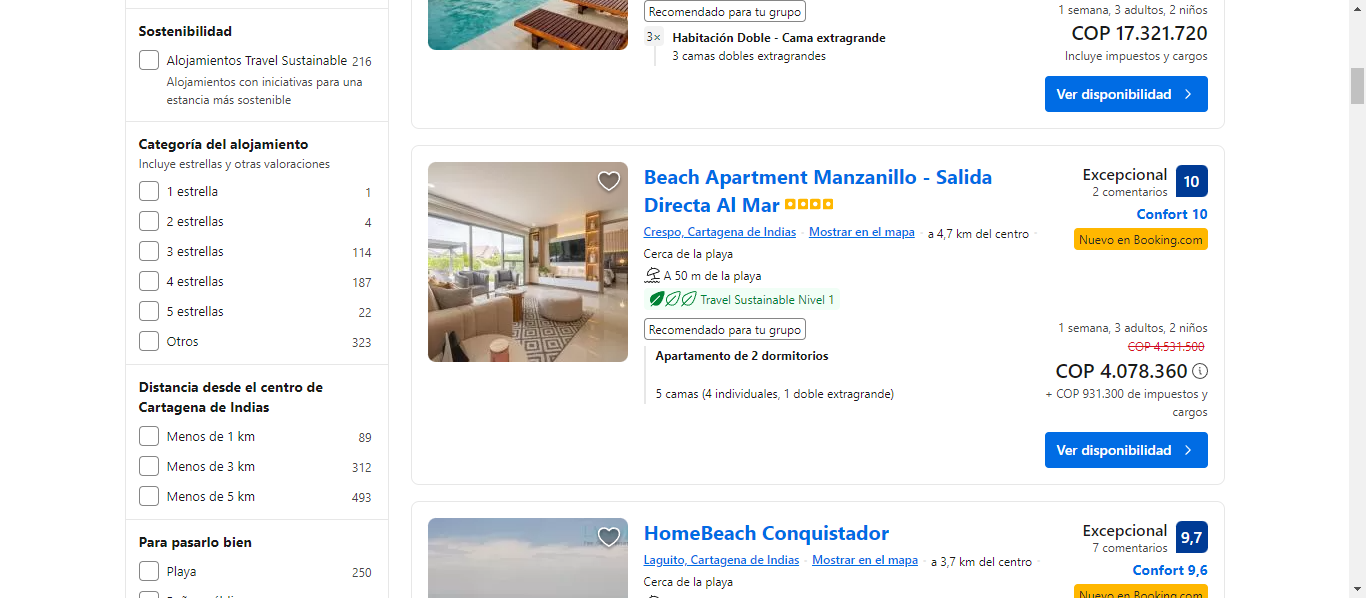 Sostenibilidad
Alojamientos Travel Sustainable 216
Alojamientos con iniciativas para una
estancia más sostenible
Categoría del alojamiento
Incluye estrellas y otras valoraciones
1 estrella 1
2 estrellas 4
3 estrellas 114
4 estrellas 187
5 estrellas 22
Otros 323
Distancia desde el centro de
Cartagena de Indias
Menos de 1 km 89
Menos de 3 km 312
Menos de 5 km 493
Para pasarlo bien
Playa 250
Recomendado para tu grupo
3× Habitación Doble - Cama extragrande
3 camas dobles extragrandes
1 semana, 3 adultos, 2 niños
COP 17.321.720
Incluye impuestos y cargos
Ver disponibilidad
Beach Apartment Manzanillo - Salida
Directa Al Mar
Crespo, Cartagena de Indias · Mostrar en el mapa · a 4,7 km del centro ·
Cerca de la playa
A 50 m de la playa
Travel Sustainable Nivel 1
Recomendado para tu grupo
Apartamento de 2 dormitorios
5 camas (4 individuales, 1 doble extragrande)
Excepcional 10
2 comentarios
Confort 10
Nuevo en Booking.com
1 semana, 3 adultos, 2 niños
COP 4.531.500
COP 4.078.360
+ COP 931.300 de impuestos y
cargos
Ver disponibilidad
HomeBeach Conquistador
Laguito, Cartagena de Indias · Mostrar en el mapa · a 3,7 km del centro ·
Cerca de la playa
Excepcional 9,7
7 comentarios
Confort 9,6
Nuevo en Booking.com